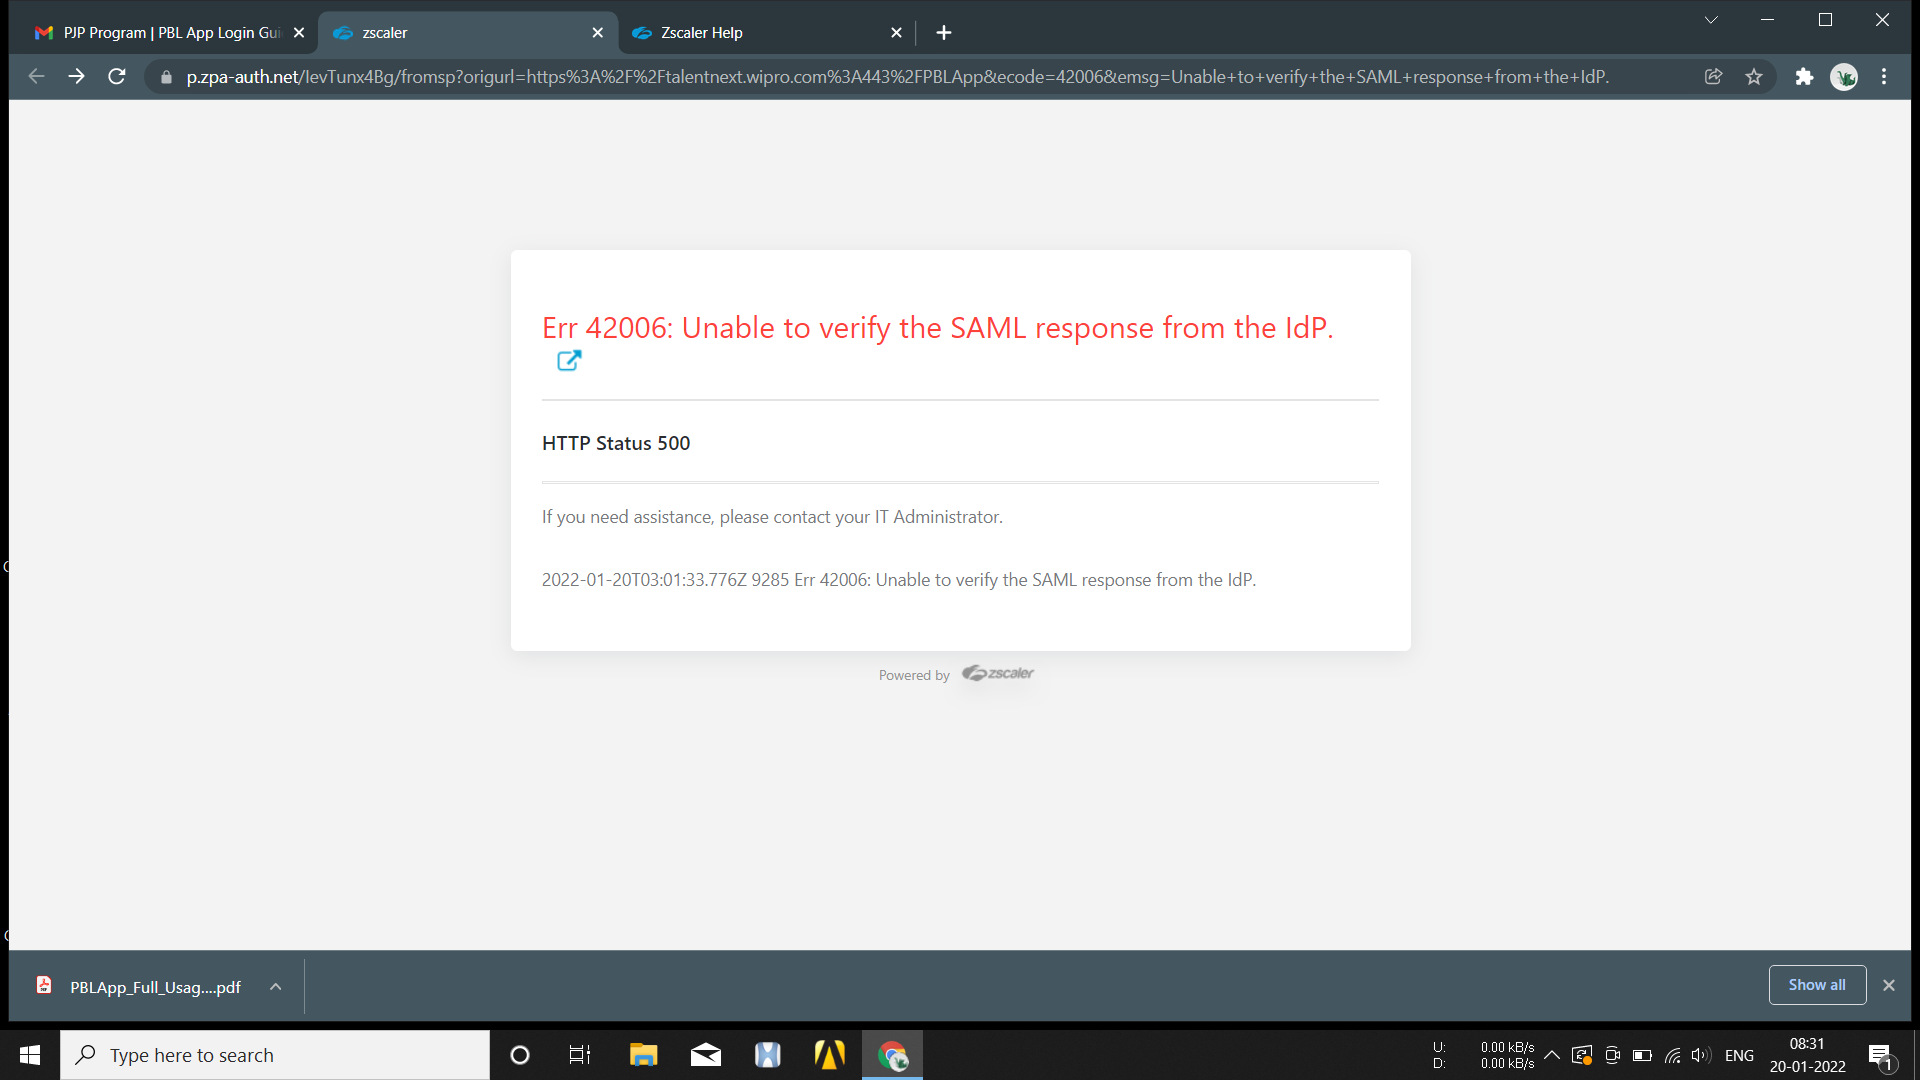 PJP Program | PBL App Login Gui
zscaler
Zscaler Help
p.zpa-auth.net/IevTunx4Bg/fromsp?origurl=https%3A%2F%2Ftalentnext.wipro.com%3A443%2FPBLApp&ecode=42006&emsg=Unable+to+verify+the+SAML+response+from+the+IdP.
Err 42006: Unable to verify the SAML response from the IdP.
HTTP Status 500
If you need assistance, please contact your IT Administrator.
2022-01-20T03:01:33.776Z 9285 Err 42006: Unable to verify the SAML response from the IdP.
Powered by zscaler
PBLApp_Full_Usag....pdf
Show all
Type here to search
U: 0.00 kB/s
D: 0.00 kB/s
ENG
08:31
20-01-2022
1